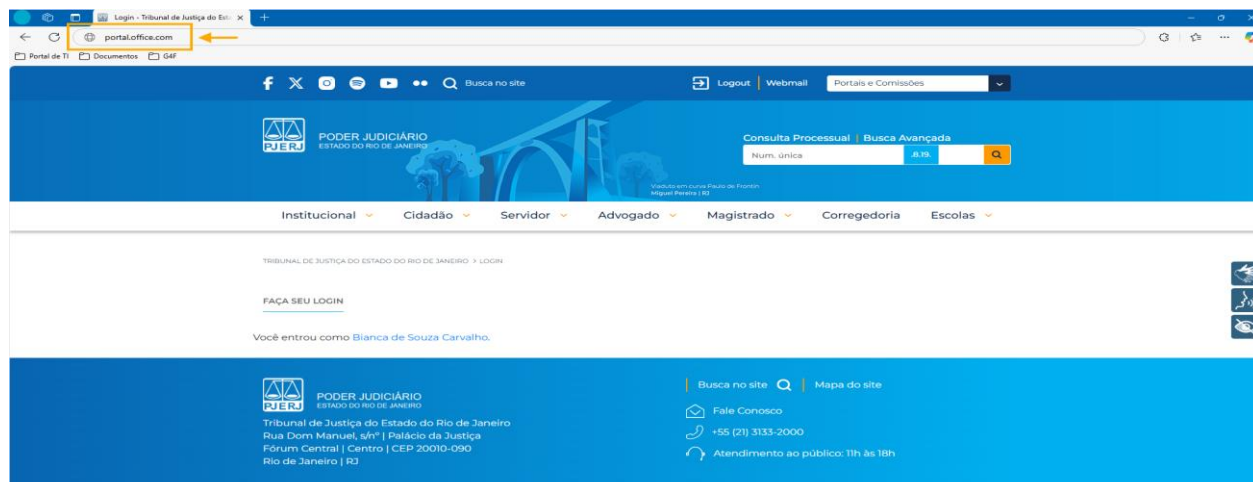 Login - Tribunal de Justiça do Est
portal.office.com
Portal de TI Documentos G4F
Busca no site Logout Webmail Portais e Comissões
PJERJ
PODER JUDICIÁRIO
ESTADO DO RIO DE JANEIRO
Consulta Processual | Busca Avançada
Num. única .8.19.
Viaduto em curva Paulo de Frontin
Miguel Pereira | RJ
Institucional Cidadão Servidor Advogado Magistrado Corregedoria Escolas
TRIBUNAL DE JUSTIÇA DO ESTADO DO RIO DE JANEIRO > LOGIN
FAÇA SEU LOGIN
Você entrou como Bianca de Souza Carvalho.
PJERJ
PODER JUDICIÁRIO
ESTADO DO RIO DE JANEIRO
Tribunal de Justiça do Estado do Rio de Janeiro
Rua Dom Manuel, s/nº | Palácio da Justiça
Fórum Central | Centro | CEP 20010-090
Rio de Janeiro | RJ
Busca no site Mapa do site
Fale Conosco
+55 (21) 3133-2000
Atendimento ao público: 11h às 18h